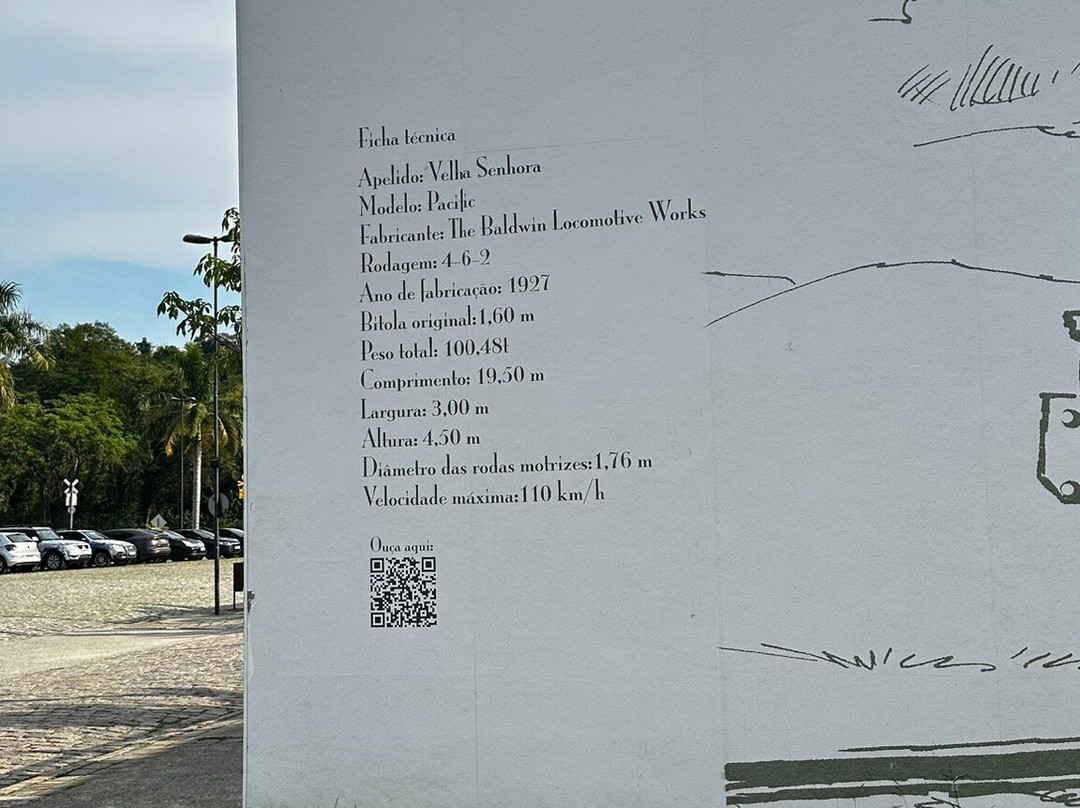 Ficha técnica
Apelido: Velha Senhora
Modelo: Pacific
Fabricante: The Baldwin Locomotive Works
Rodagem: 4-6-2
Ano de fabricação: 1927
Bitola original:1,60 m
Peso total: 100,48t
Comprimento: 19,50 m
Largura: 3,00 m
Altura: 4,50 m
Diâmetro das rodas motrizes:1,76 m
Velocidade máxima:110 km/h
Ouça aqui: